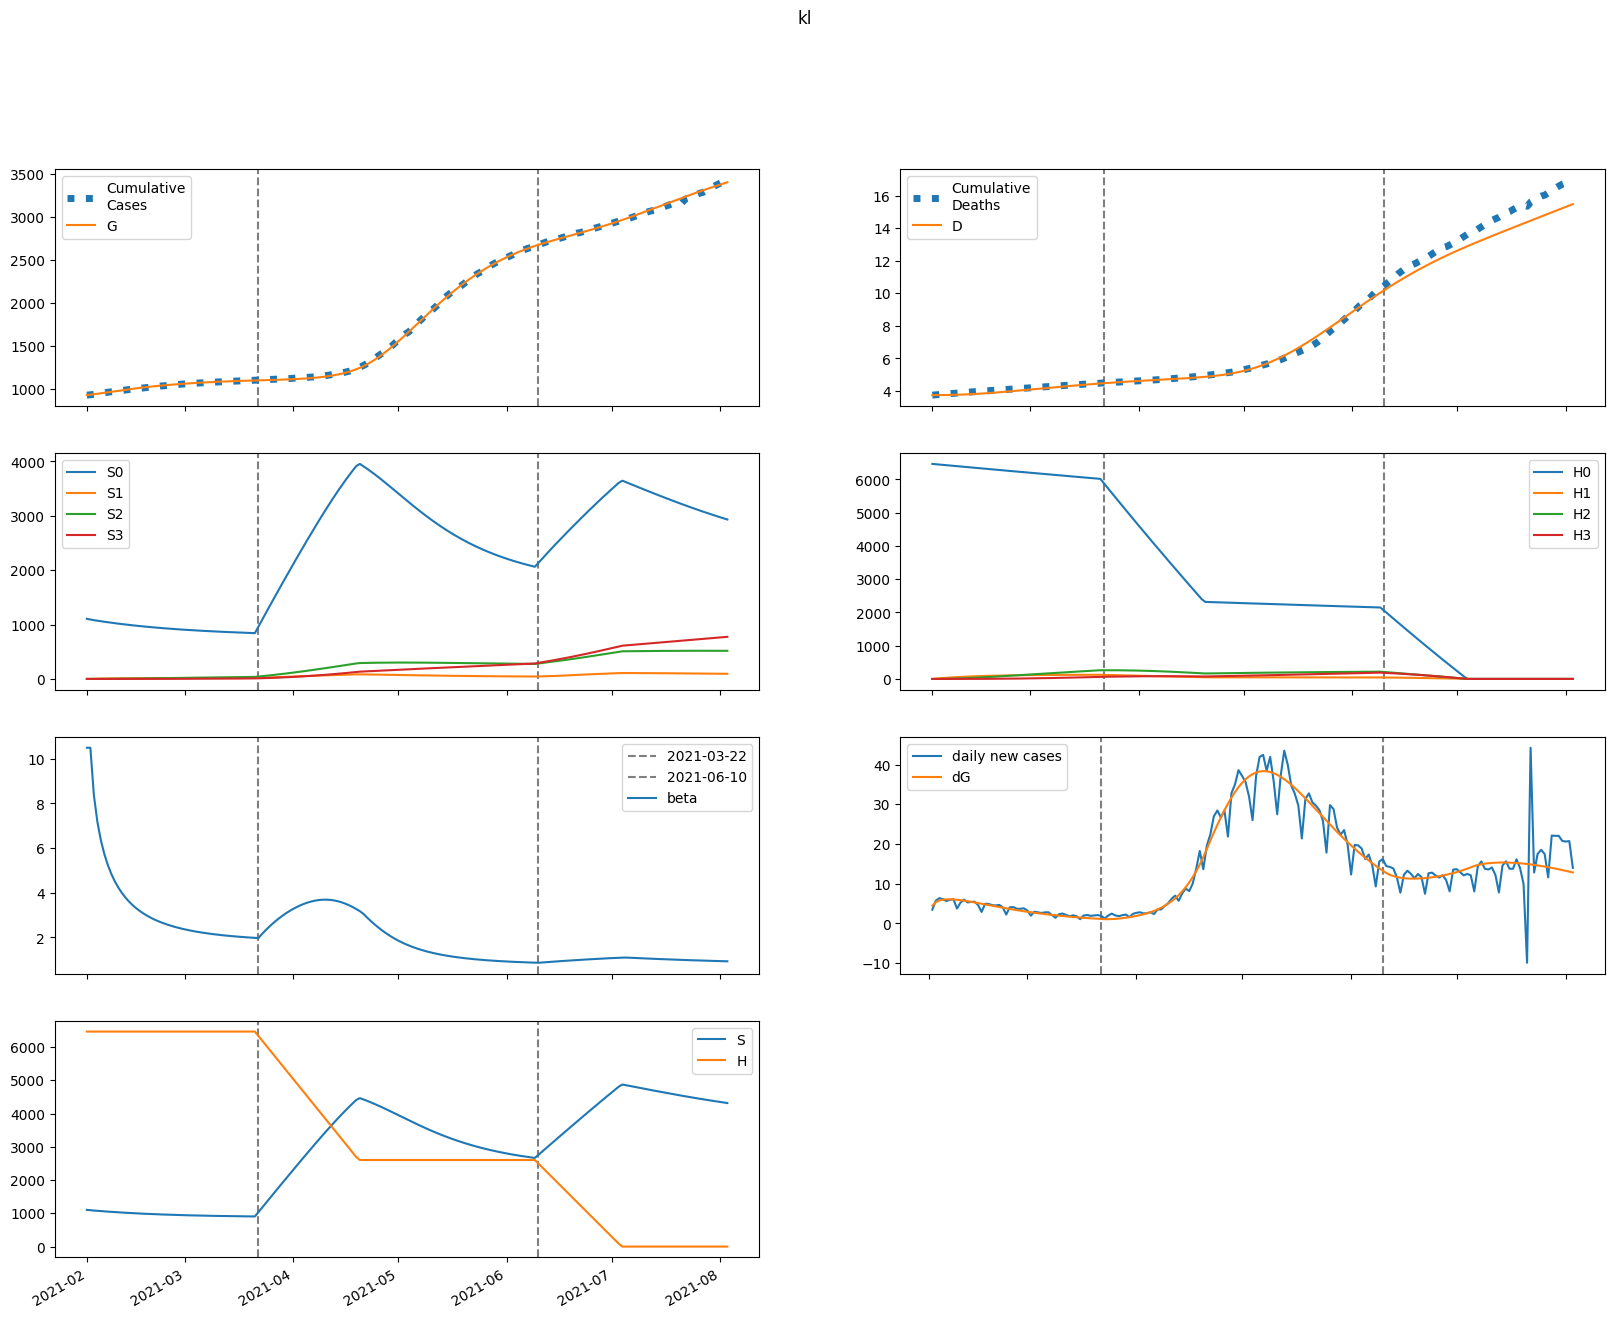 kl
3500
3000
2500
2000
1500
1000
Cumulative
Cases
G
16
14
12
10
8
6
4
Cumulative
Deaths
D
4000
3000
2000
1000
0
S0
S1
S2
S3
6000
5000
4000
3000
2000
1000
0
H0
H1
H2
H3
10
8
6
4
2
2021-03-22
2021-06-10
beta
40
30
20
10
0
−10
daily new cases
dG
6000
5000
4000
3000
2000
1000
0
S
H
2021-02
2021-03
2021-04
2021-05
2021-06
2021-07
2021-08